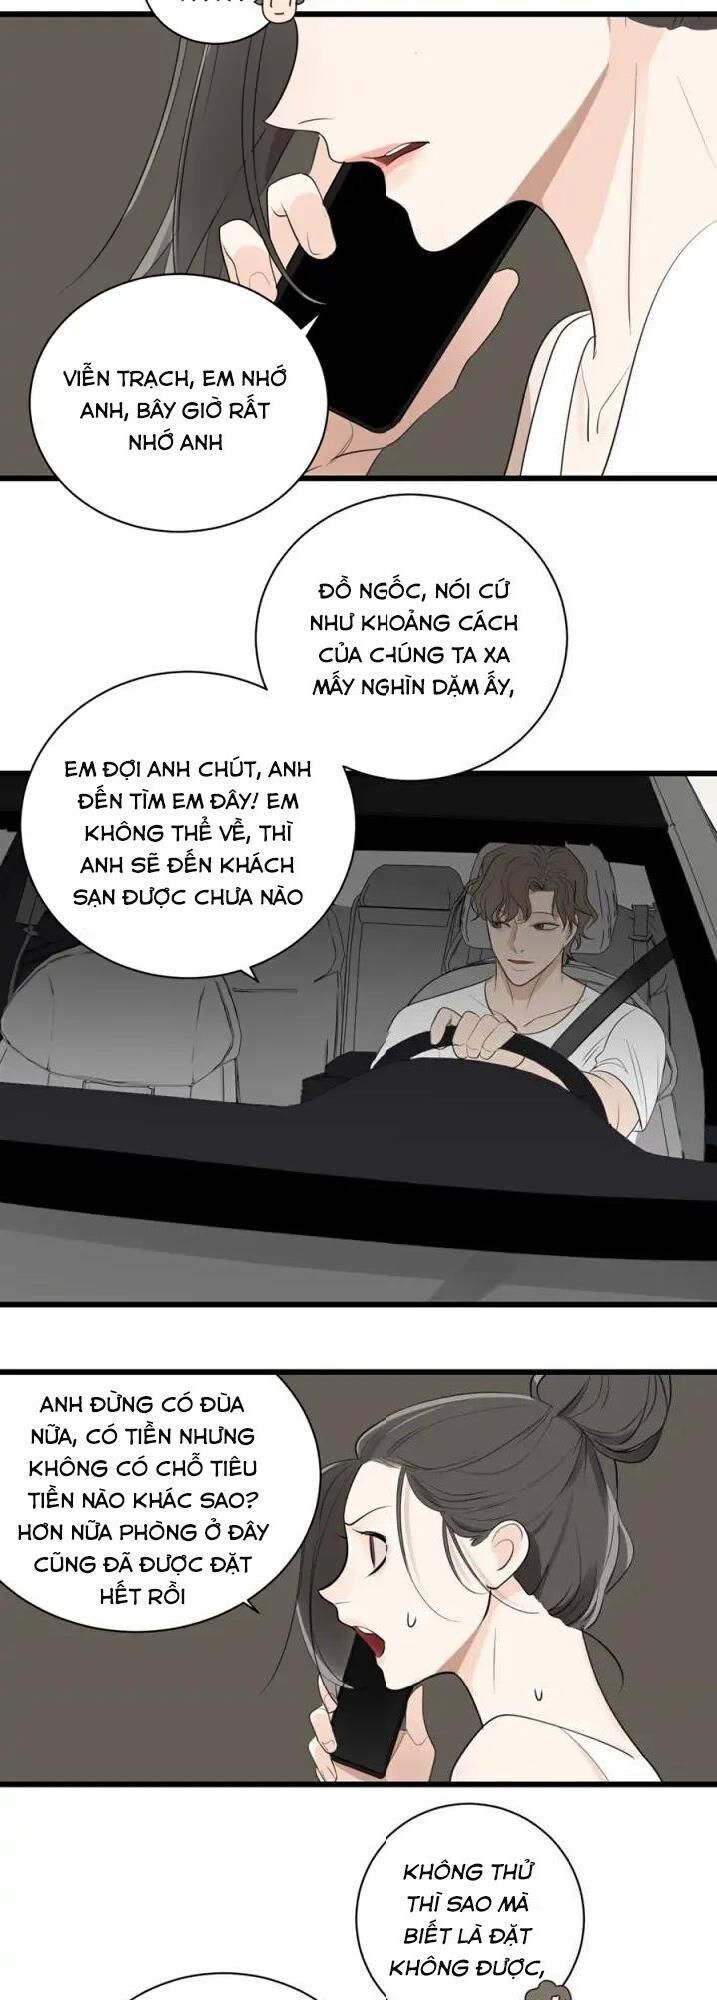 VIỄN TRẠCH, EM NHỚ
ANH, BÂY GIỜ RẤT
NHỚ ANH
ĐỒ NGỐC, NÓI CỨ
NHƯ KHOẢNG CÁCH
CỦA CHÚNG TA XA
MẤY NGHÌN DẶM ẤY,
EM ĐỢI ANH CHÚT, ANH
ĐẾN TÌM EM ĐÂY! EM
KHÔNG THỂ VỀ, THÌ
ANH SẼ ĐẾN KHÁCH
SẠN ĐƯỢC CHƯA NÀO
ANH ĐỪNG CÓ ĐÙA
NỮA, CÓ TIỀN NHƯNG
KHÔNG CÓ CHỖ TIÊU
TIỀN NÀO KHÁC SAO?
HƠN NỮA PHÒNG Ở ĐÂY
CŨNG ĐÃ ĐƯỢC ĐẶT
HẾT RỒI
KHÔNG THỬ
THÌ SAO MÀ
BIẾT LÀ ĐẶT
KHÔNG ĐƯỢC,